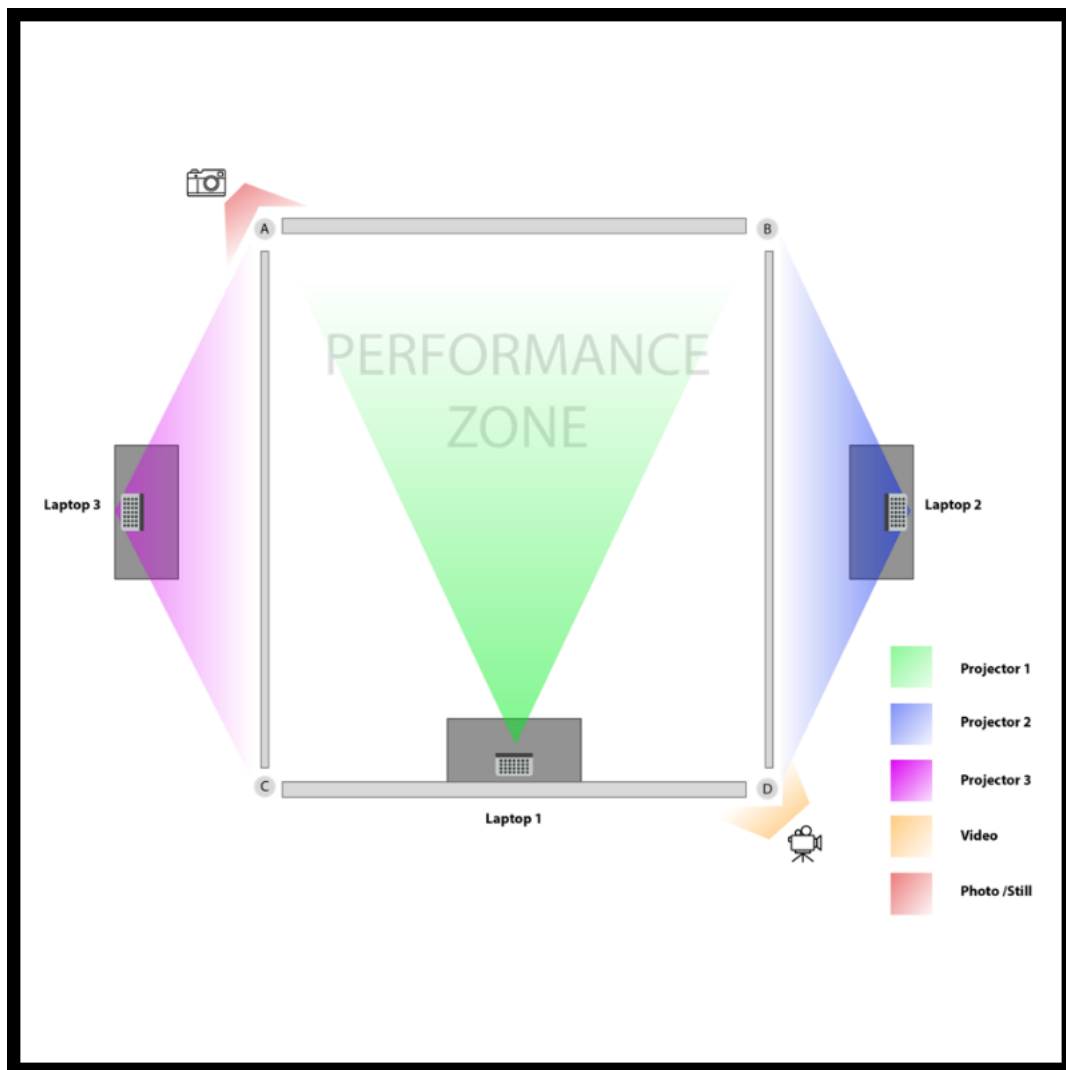 A
B
PERFORMANCE
ZONE
Laptop 3
Laptop 2
Projector 1
Projector 2
Projector 3
Video
Photo /Still
C
D
Laptop 1